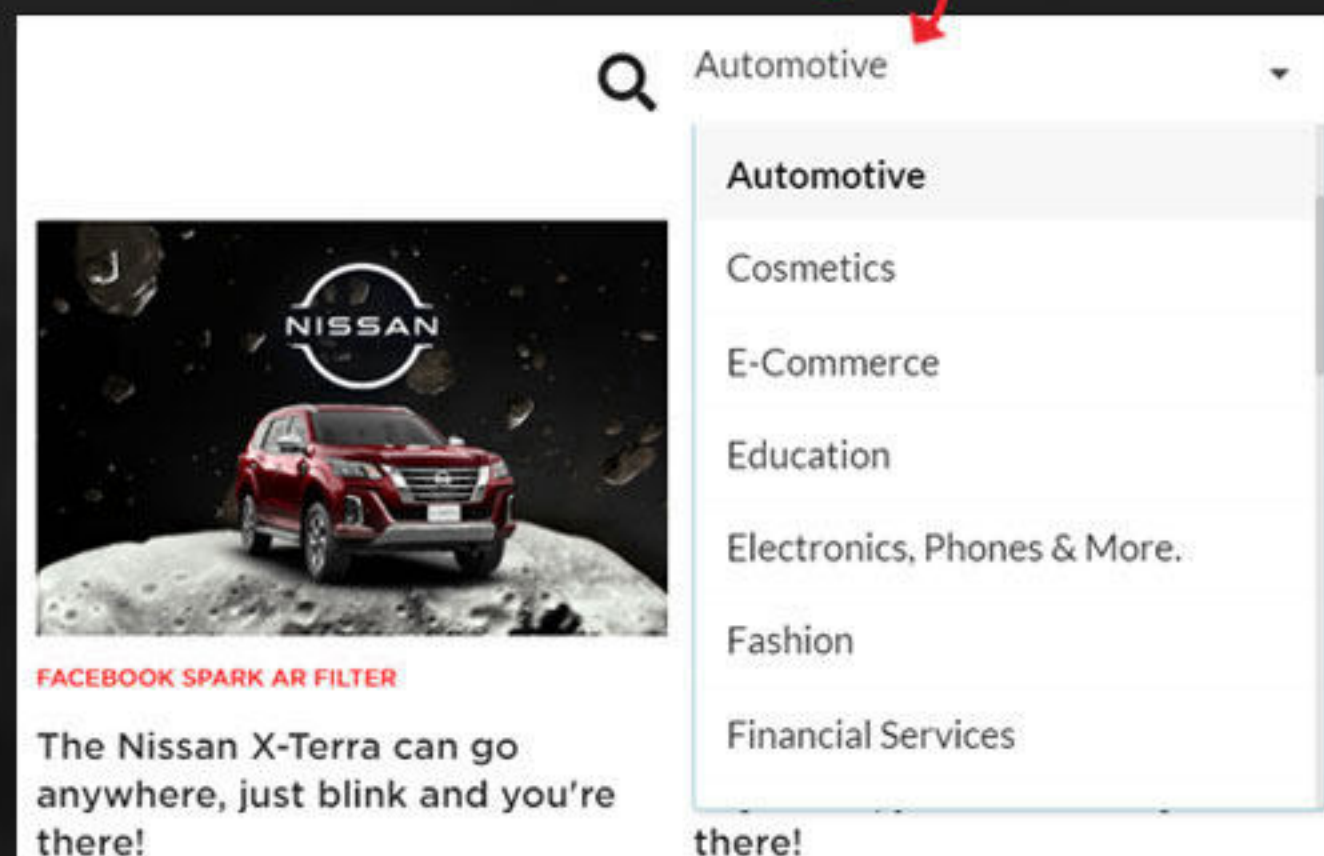 Automotive
Automotive
Cosmetics
E-Commerce
Education
Electronics, Phones & More.
Fashion
Financial Services
NISSAN
FACEBOOK SPARK AR FILTER
The Nissan X-Terra can go
anywhere, just blink and you're
there!
there!